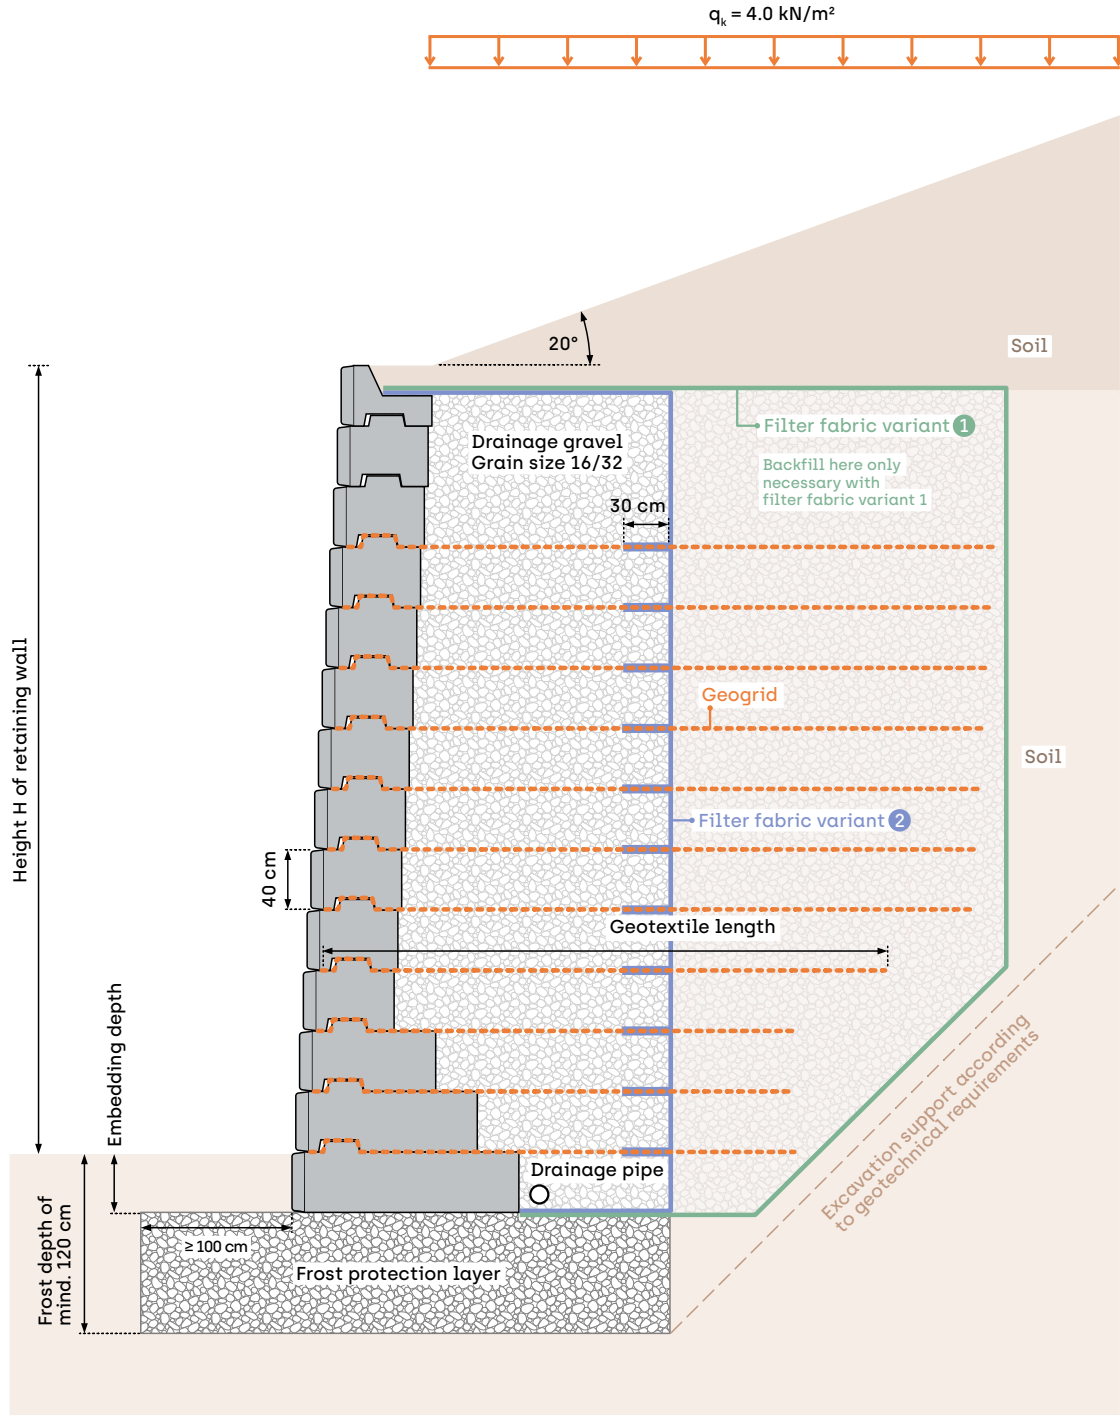 qk = 4.0 kN/m²
20°
Soil
Filter fabric variant 1
Drainage gravel
Grain size 16/32
Backfill here only
necessary with
filter fabric variant 1
30 cm
Geogrid
Height H of retaining wall
Soil
Filter fabric variant 2
40 cm
Geotextile length
Embedding depth
Excavation support according
to geotechnical requirements
Drainage pipe
Frost depth of
mind. 120 cm
≥ 100 cm
Frost protection layer